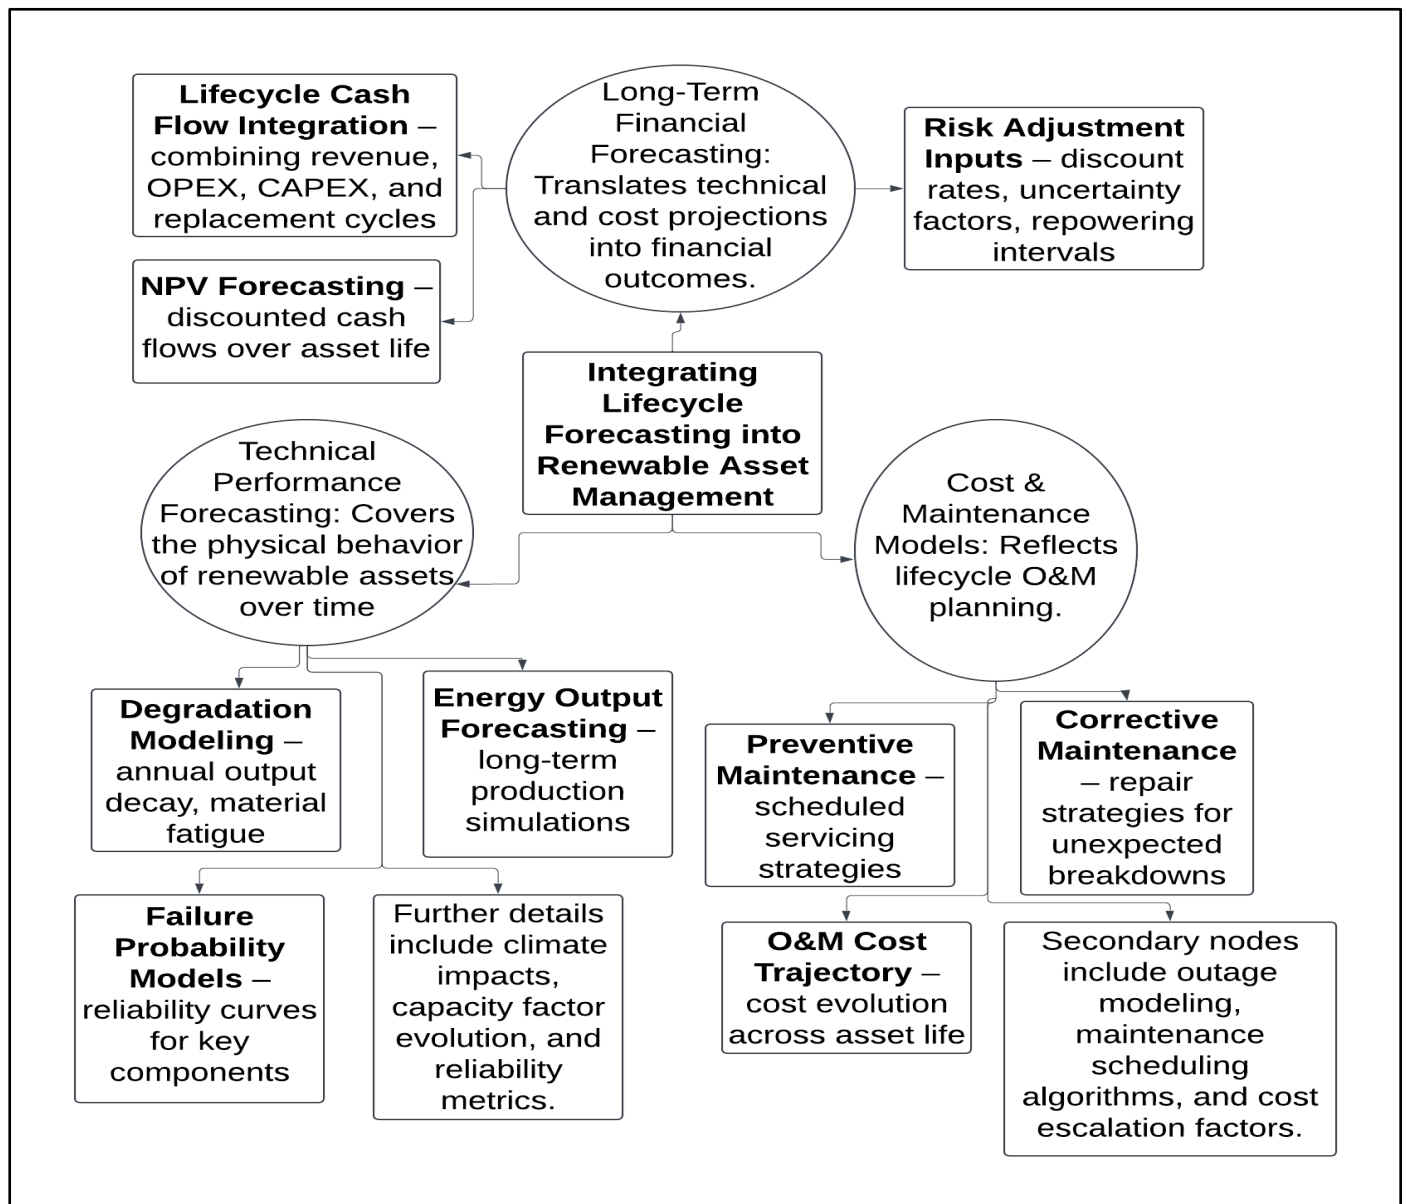 Lifecycle Cash
Flow Integration –
combining revenue,
OPEX, CAPEX, and
replacement cycles
Long-Term
Financial
Forecasting:
Translates technical
and cost projections
into financial
outcomes.
Risk Adjustment
Inputs – discount
rates, uncertainty
factors, repowering
intervals
NPV Forecasting –
discounted cash
flows over asset life
Integrating
Lifecycle
Forecasting into
Renewable Asset
Management
Technical
Performance
Forecasting: Covers
the physical behavior
of renewable assets
over time
Cost &
Maintenance
Models: Reflects
lifecycle O&M
planning.
Degradation
Modeling –
annual output
decay, material
fatigue
Energy Output
Forecasting –
long-term
production
simulations
Preventive
Maintenance –
scheduled
servicing
strategies
Corrective
Maintenance
– repair
strategies for
unexpected
breakdowns
Failure
Probability
Models –
reliability curves
for key
components
Further details
include climate
impacts,
capacity factor
evolution, and
reliability
metrics.
O&M Cost
Trajectory –
cost evolution
across asset life
Secondary nodes
include outage
modeling,
maintenance
scheduling
algorithms, and cost
escalation factors.